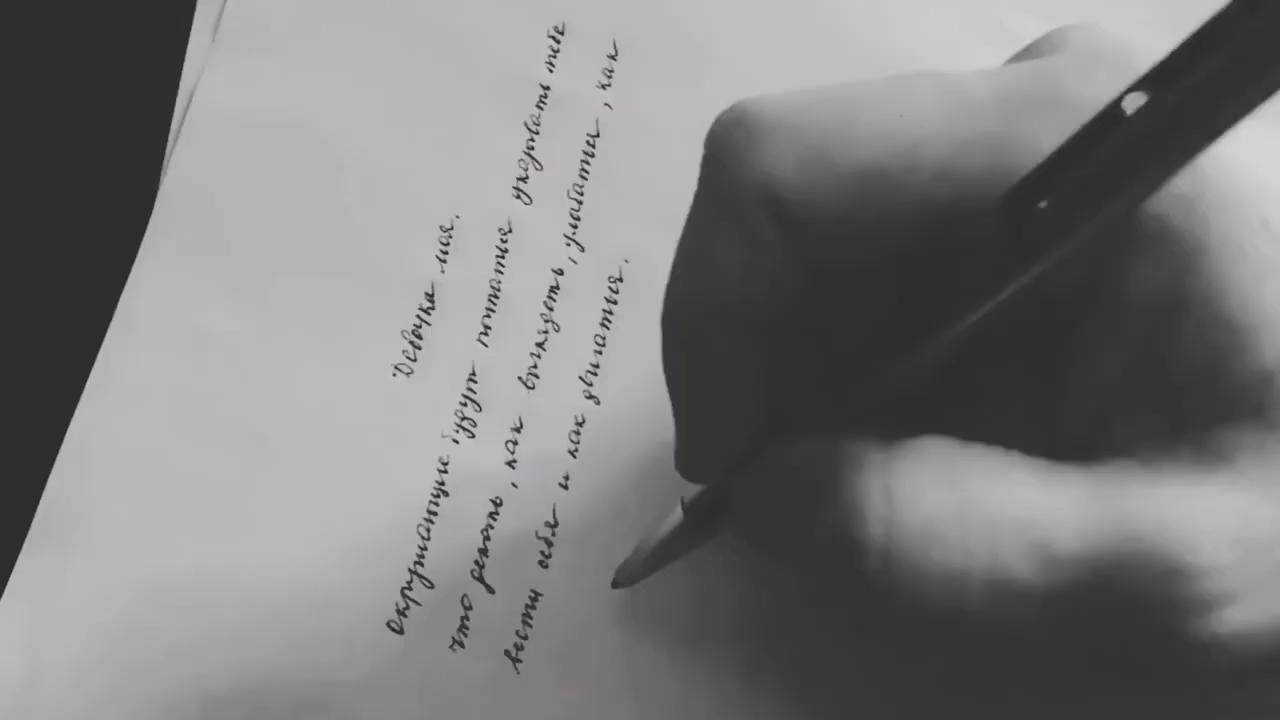 Девочка моя.
Окружающие будут пытаться указывать тебе
что делать, как выглядеть, улыбаться, как
вести себя и как двигаться.